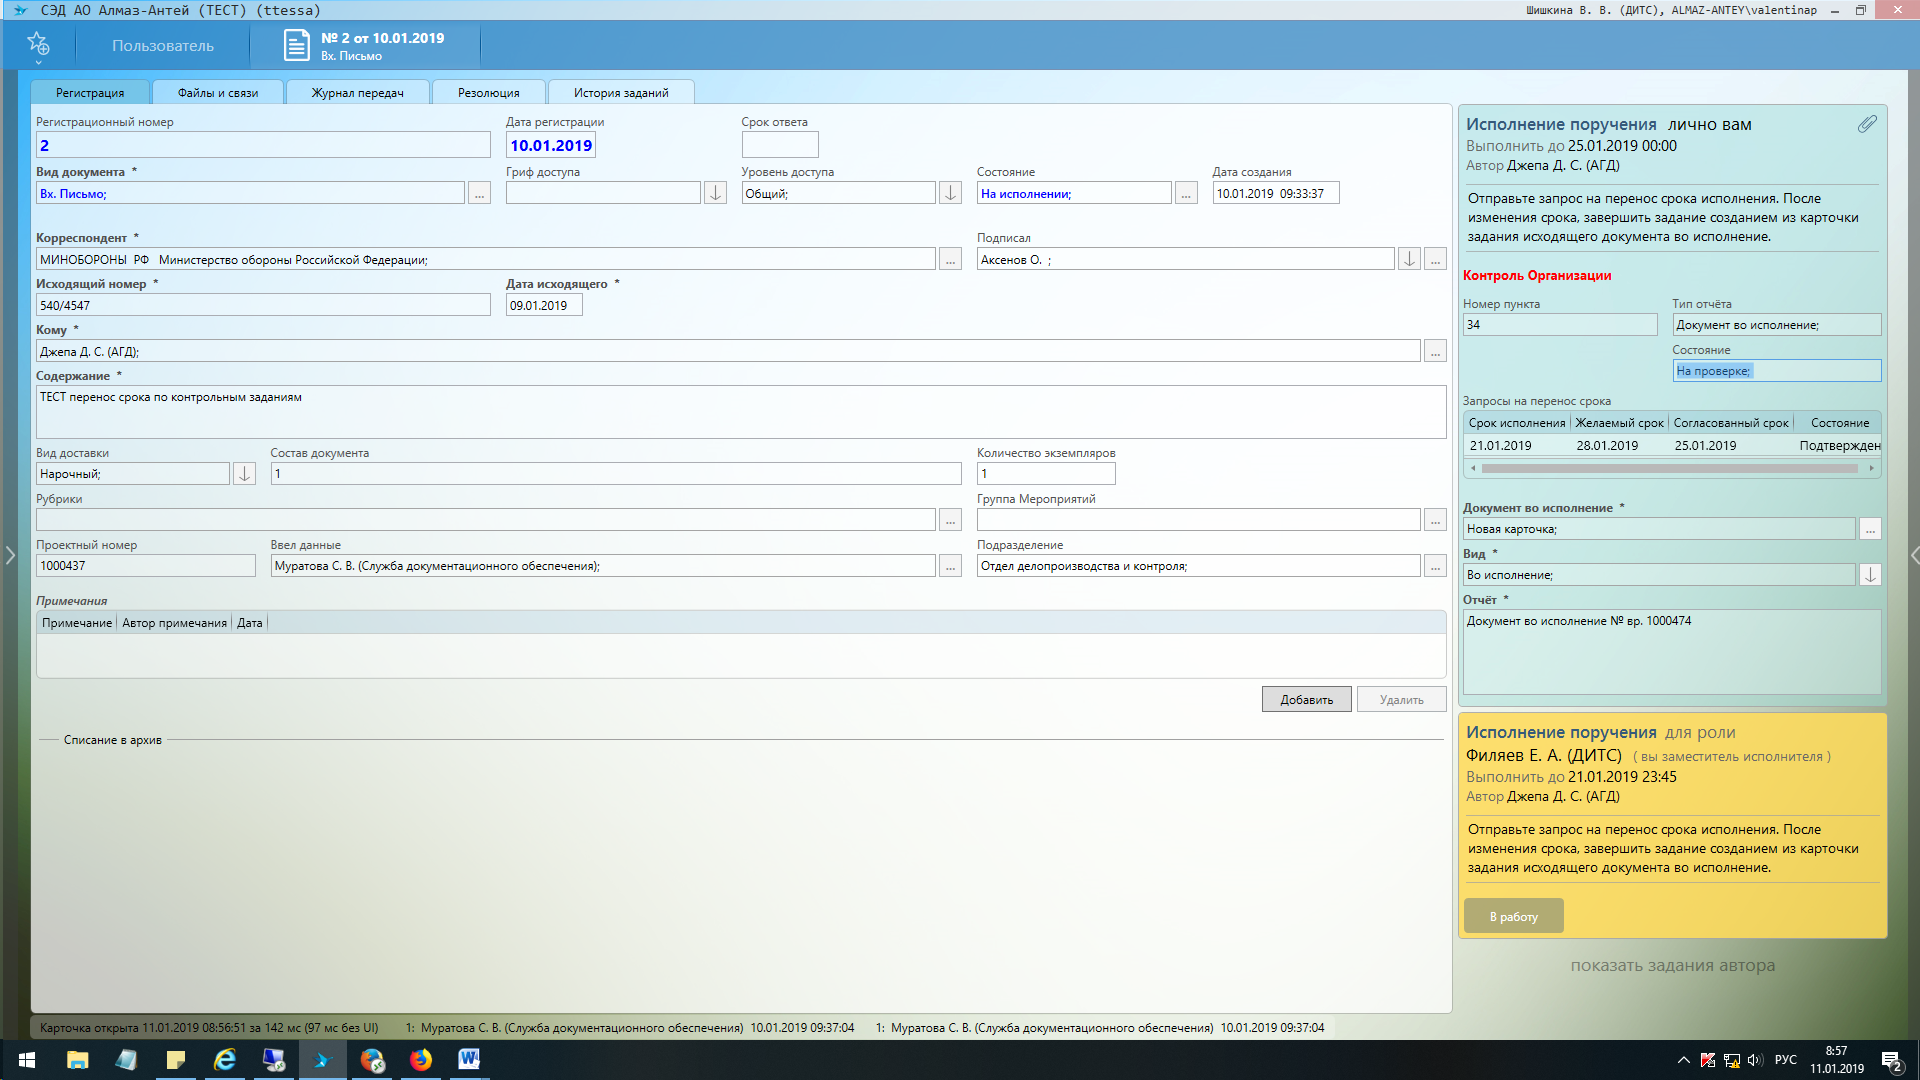 СЭД АО Алмаз-Антей (ТЕСТ) (ttessa)
Шишкина В. В. (ДИТС), ALMAZ-ANTEY\valentinap
Пользователь
№ 2 от 10.01.2019
Вх. Письмо
Регистрация
Файлы и связи
Журнал передач
Резолюция
История заданий
Регистрационный номер
Дата регистрации
Срок ответа
2
10.01.2019
Вид документа *
Гриф доступа
Уровень доступа
Состояние
Дата создания
Вх. Письмо;
...
Общий;
На исполнении;
...
10.01.2019 09:33:37
Корреспондент *
Подписал
МИНОБОРОНЫ РФ Министерство обороны Российской Федерации;
...
Аксенов О. ;
...
Исходящий номер *
Дата исходящего *
540/4547
09.01.2019
Кому *
Джепа Д. С. (АГД);
...
Содержание *
ТЕСТ перенос срока по контрольным заданиям
Вид доставки
Состав документа
Количество экземпляров
Нарочный;
1
1
Рубрики
Группа Мероприятий
...
...
Проектный номер
Ввел данные
Подразделение
1000437
Муратова С. В. (Служба документационного обеспечения);
...
Отдел делопроизводства и контроля;
...
Примечания
Примечание
Автор примечания
Дата
Добавить
Удалить
Списание в архив
Исполнение поручения лично вам
Выполнить до 25.01.2019 00:00
Автор Джепа Д. С. (АГД)
Отправьте запрос на перенос срока исполнения. После
изменения срока, завершить задание созданием из карточки
задания исходящего документа во исполнение.
Контроль Организации
Номер пункта
Тип отчёта
34
Документ во исполнение;
Состояние
На проверке;
Запросы на перенос срока
Срок исполнения
Желаемый срок
Согласованный срок
Состояние
21.01.2019
28.01.2019
25.01.2019
Подтвержден
Документ во исполнение *
Новая карточка;
...
Вид *
Во исполнение;
Отчёт *
Документ во исполнение № вр. 1000474
Исполнение поручения для роли
Филяев Е. А. (ДИТС) ( вы заместитель исполнителя )
Выполнить до 21.01.2019 23:45
Автор Джепа Д. С. (АГД)
Отправьте запрос на перенос срока исполнения. После
изменения срока, завершить задание созданием из карточки
задания исходящего документа во исполнение.
В работу
показать задания автора
Карточка открыта 11.01.2019 08:56:51 за 142 мс (97 мс без UI)
1: Муратова С. В. (Служба документационного обеспечения) 10.01.2019 09:37:04
1: Муратова С. В. (Служба документационного обеспечения) 10.01.2019 09:37:04
РУС
8:57
11.01.2019
2